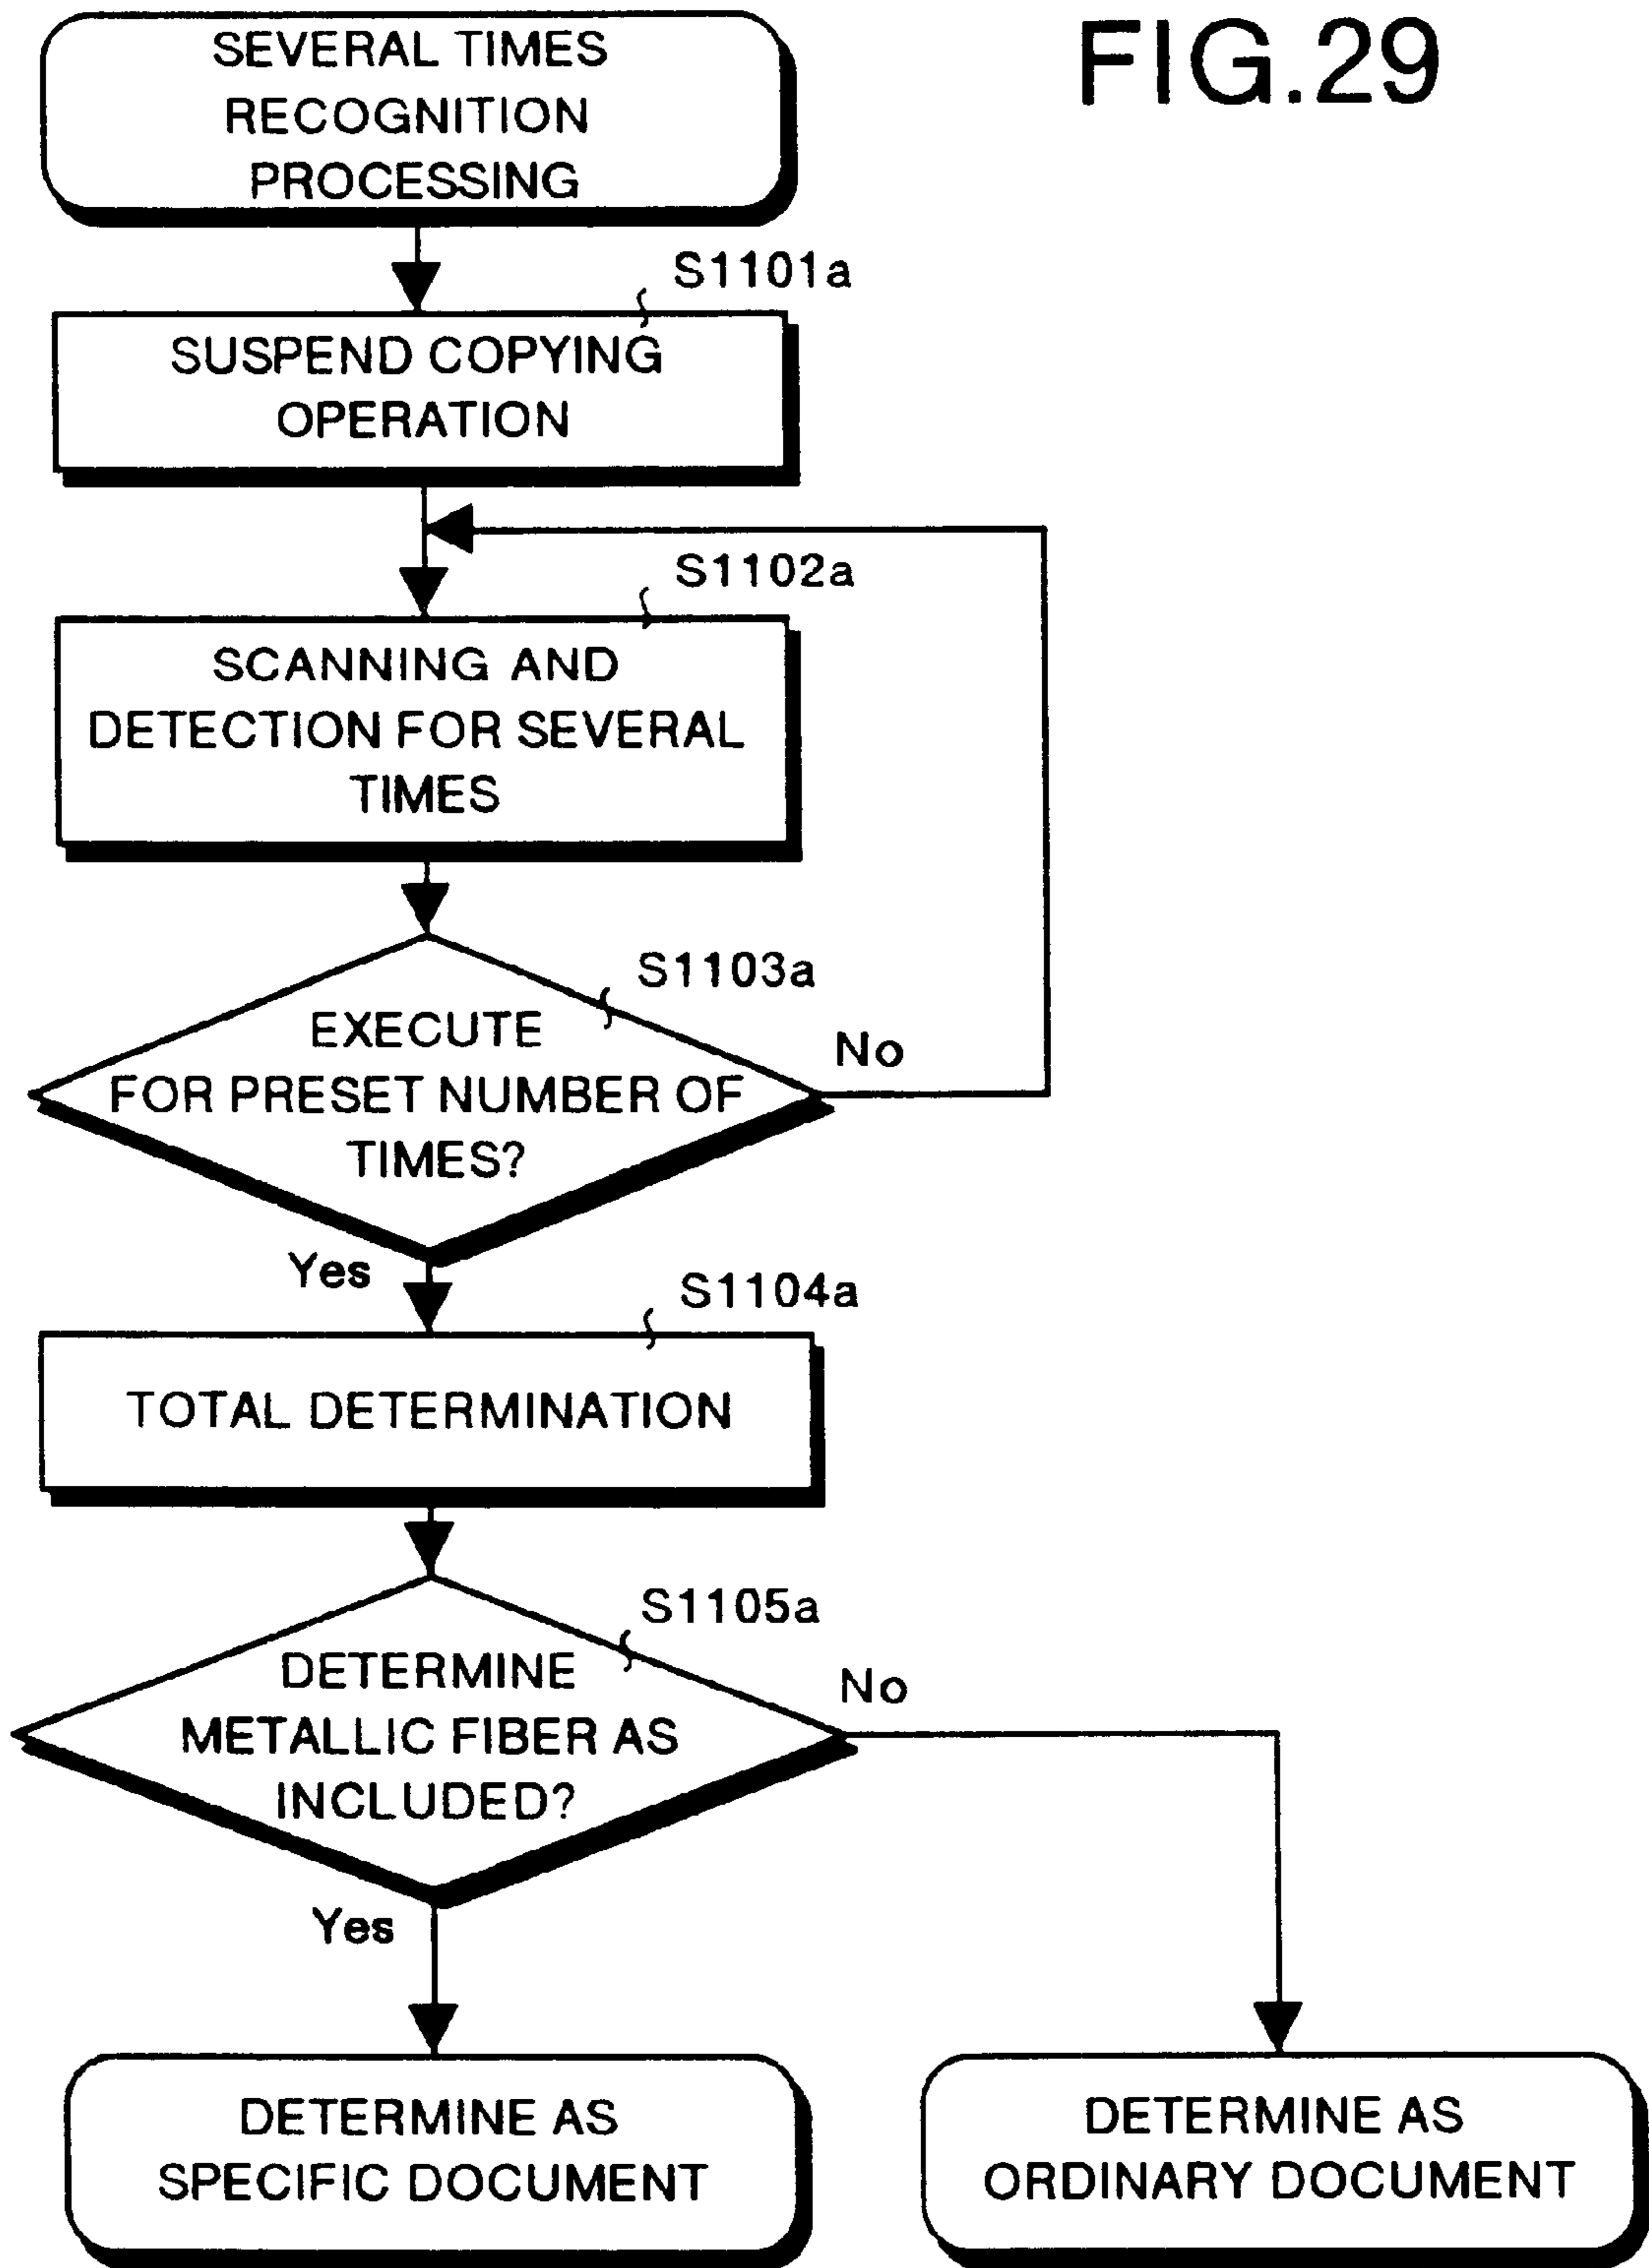 FIG.29
SEVERAL TIMES
RECOGNITION
PROCESSING
S1101a
SUSPEND COPYING
OPERATION
S1102a
SCANNING AND
DETECTION FOR SEVERAL
TIMES
S1103a
EXECUTE
FOR PRESET NUMBER OF
TIMES?
No
Yes
S1104a
TOTAL DETERMINATION
S1105a
DETERMINE
METALLIC FIBER AS
INCLUDED?
No
Yes
DETERMINE AS
SPECIFIC DOCUMENT
DETERMINE AS
ORDINARY DOCUMENT